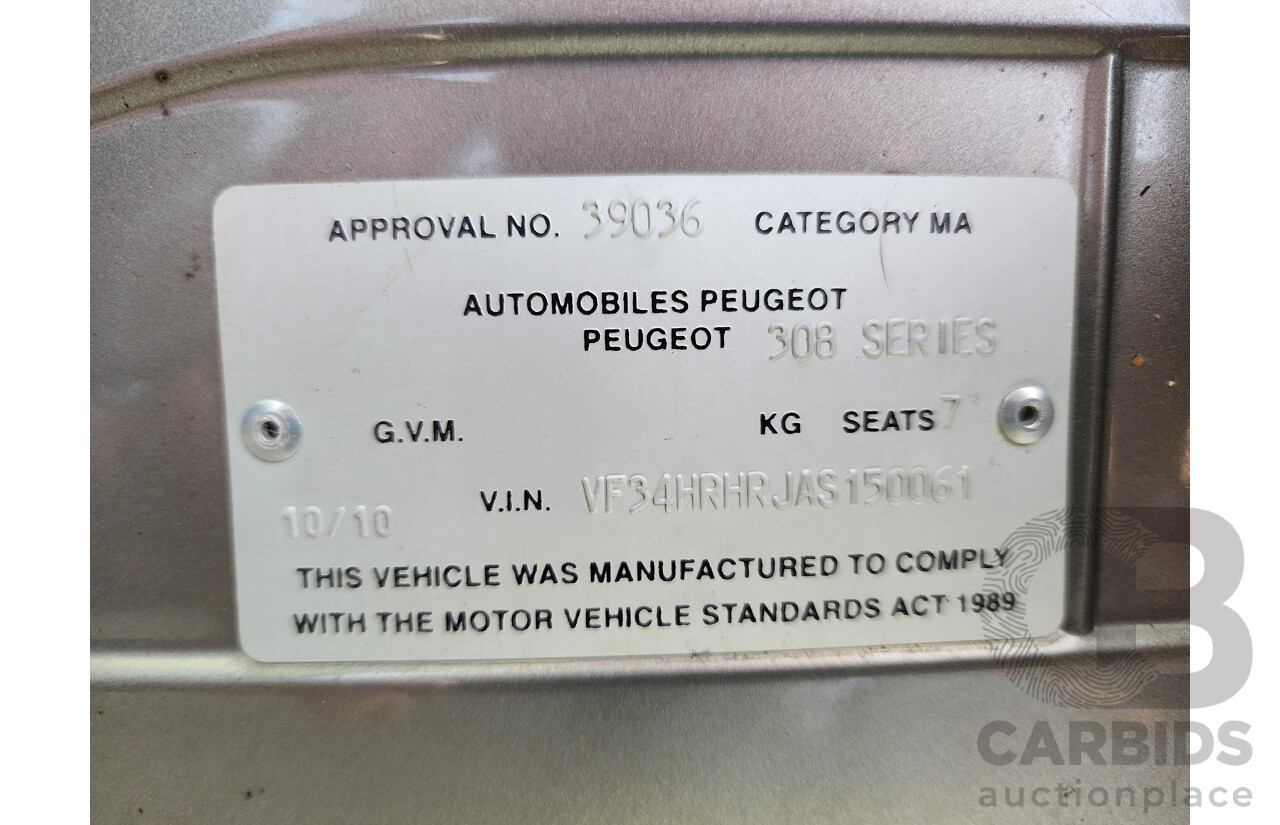 APPROVAL NO. 39036 CATEGORY MA
AUTOMOBILES PEUGEOT
PEUGEOT 308 SERIES
G.V.M. KG SEATS 7
V.I.N. VF34HRHRJAS150061
10/10
THIS VEHICLE WAS MANUFACTURED TO COMPLY
WITH THE MOTOR VEHICLE STANDARDS ACT 1989
CB
CARBIDS
auctionplace